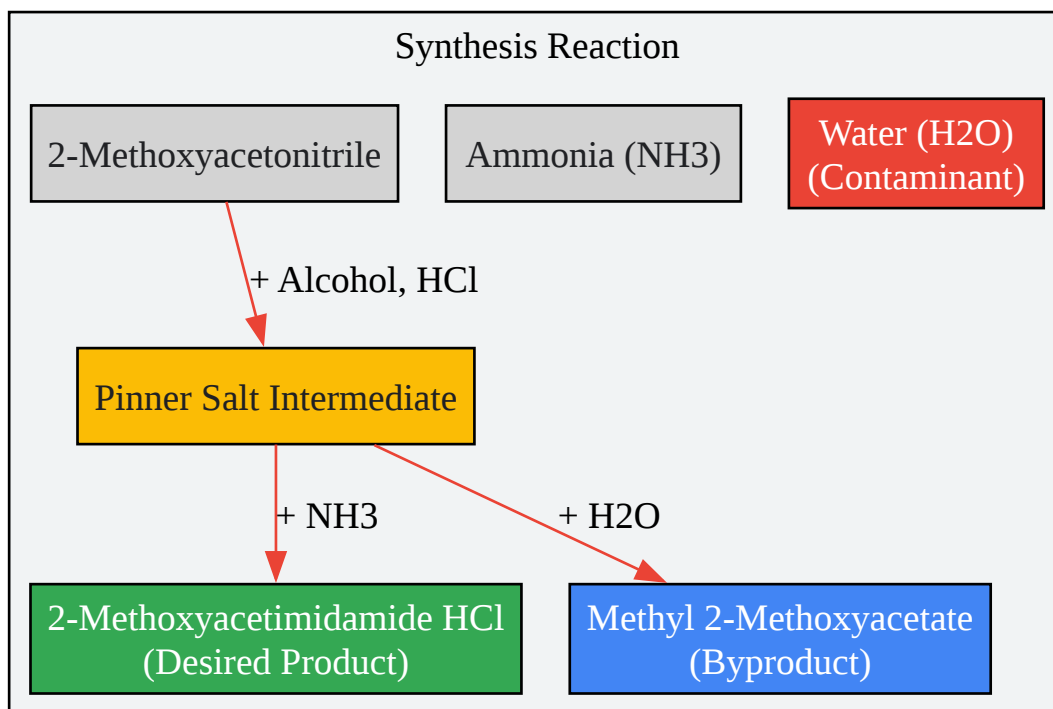 Synthesis Reaction
2-Methoxyacetonitrile
Ammonia (NH3)
Water (H2O)
(Contaminant)
+ Alcohol, HCl
Pinner Salt Intermediate
+ NH3
+ H2O
2-Methoxyacetimidamide HCl
(Desired Product)
Methyl 2-Methoxyacetate
(Byproduct)